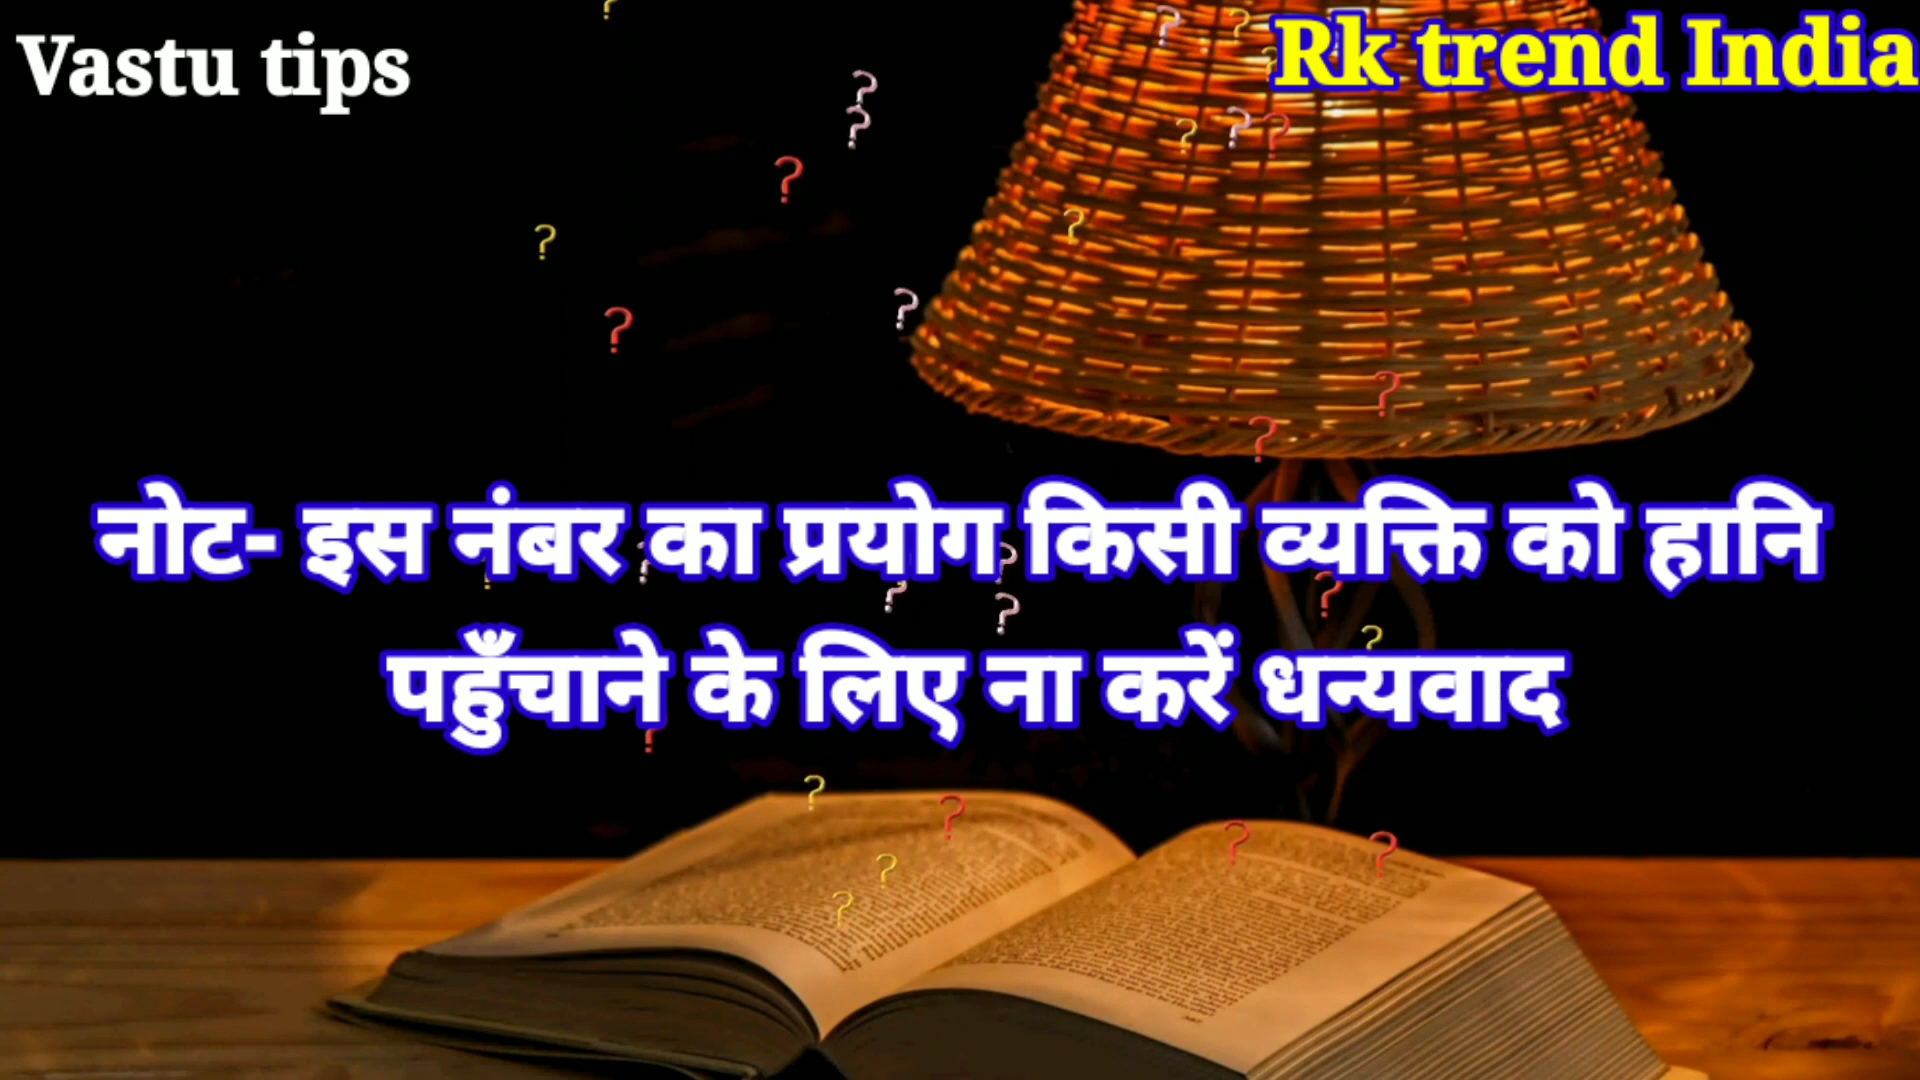 Vastu tips
Rk trend India
नोट- इस नंबर का प्रयोग किसी व्यक्ति को हानि
पहुँचाने के लिए ना करें धन्यवाद